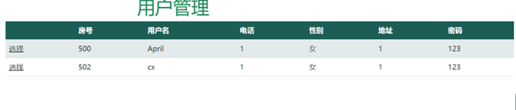 用户管理
房号 用户名 电话 性别 地址 密码
选择 500 April 1 女 1 123
选择 502 cx 1 女 1 123